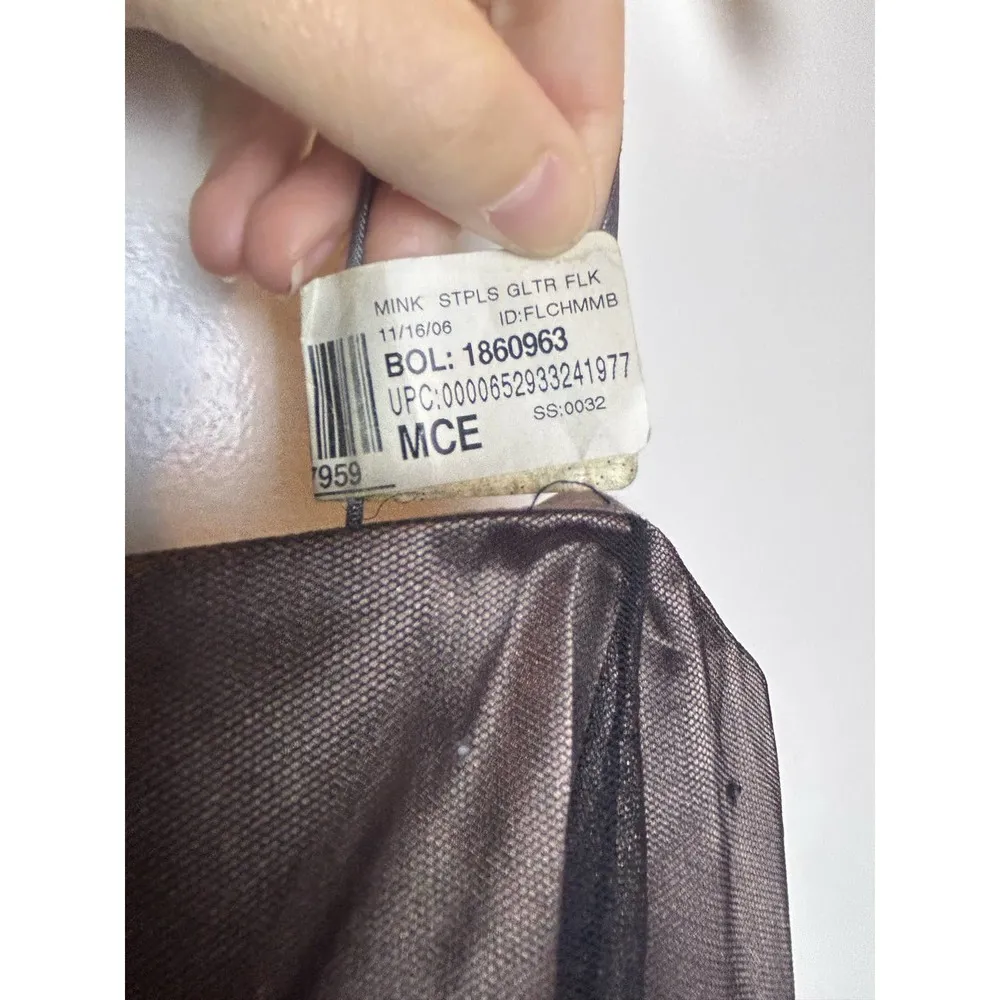 MINK STPLS GLTR FLK
11/16/06 ID:FLCHMMB
BOL: 1860963
UPC:0000652933241977
SS:0032
MCE
7959